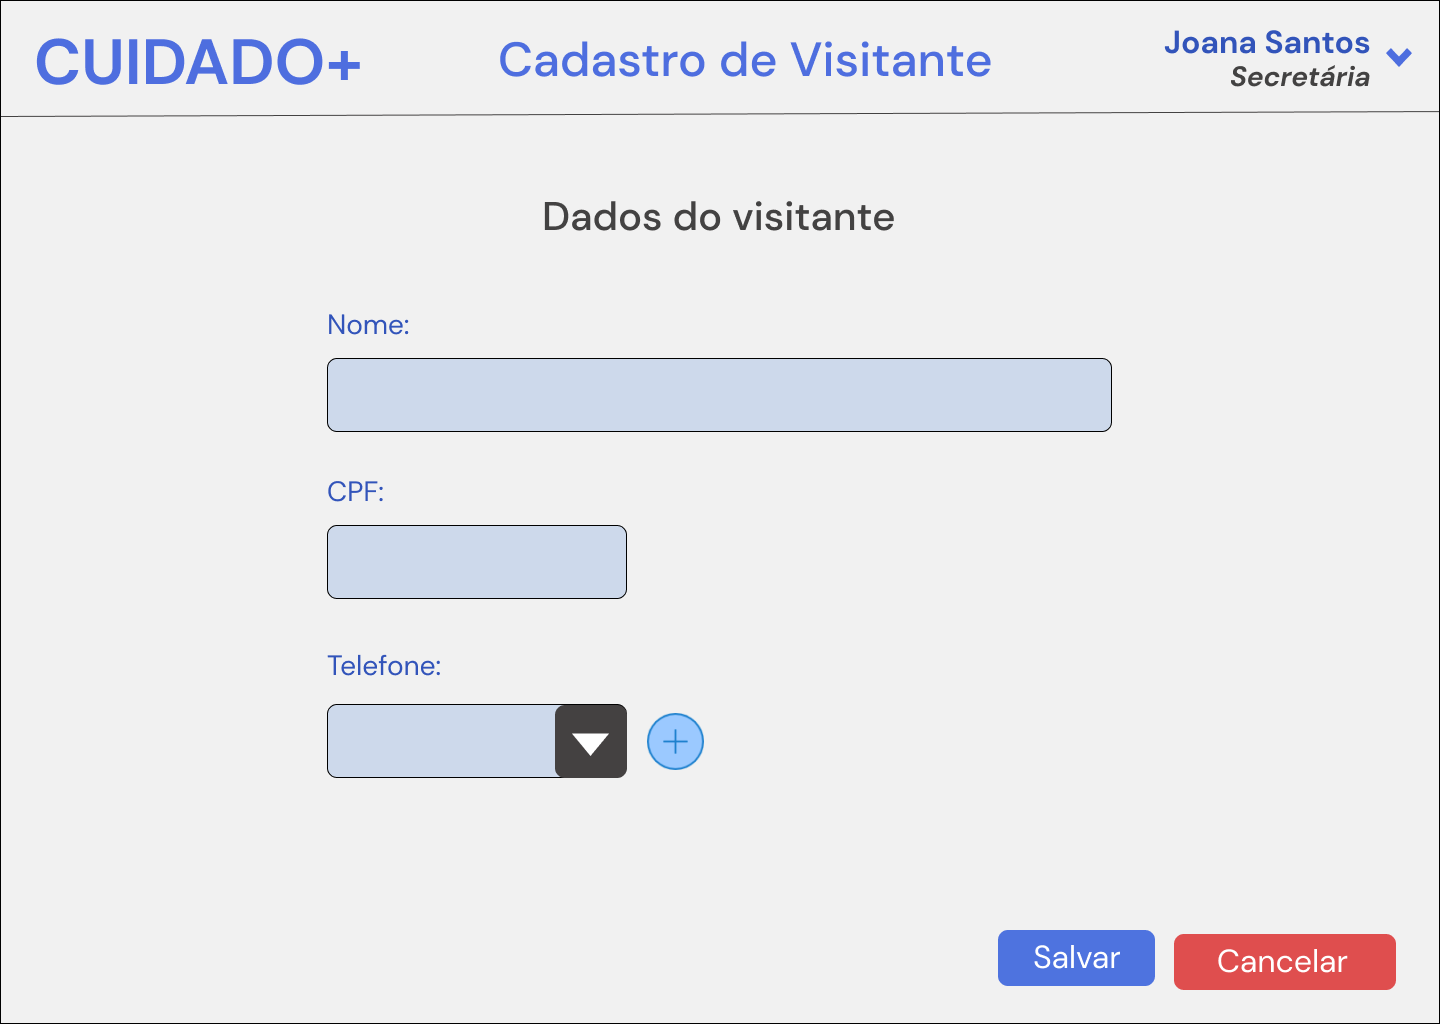 CUIDADO+
Cadastro de Visitante
Joana Santos
Secretária
Dados do visitante
Nome:
CPF:
Telefone:
Salvar
Cancelar